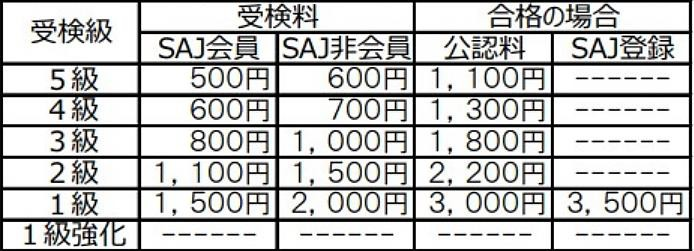 受検級 受検料 合格の場合
SAJ会員 SAJ非会員 公認料 SAJ登録
５級 500円 600円 1,100円 ------
４級 600円 700円 1,300円 ------
３級 800円 1,000円 1,800円 ------
２級 1,100円 1,500円 2,200円 ------
１級 1,500円 2,000円 3,000円 3,500円
１級強化 ------ ------ ------ ------